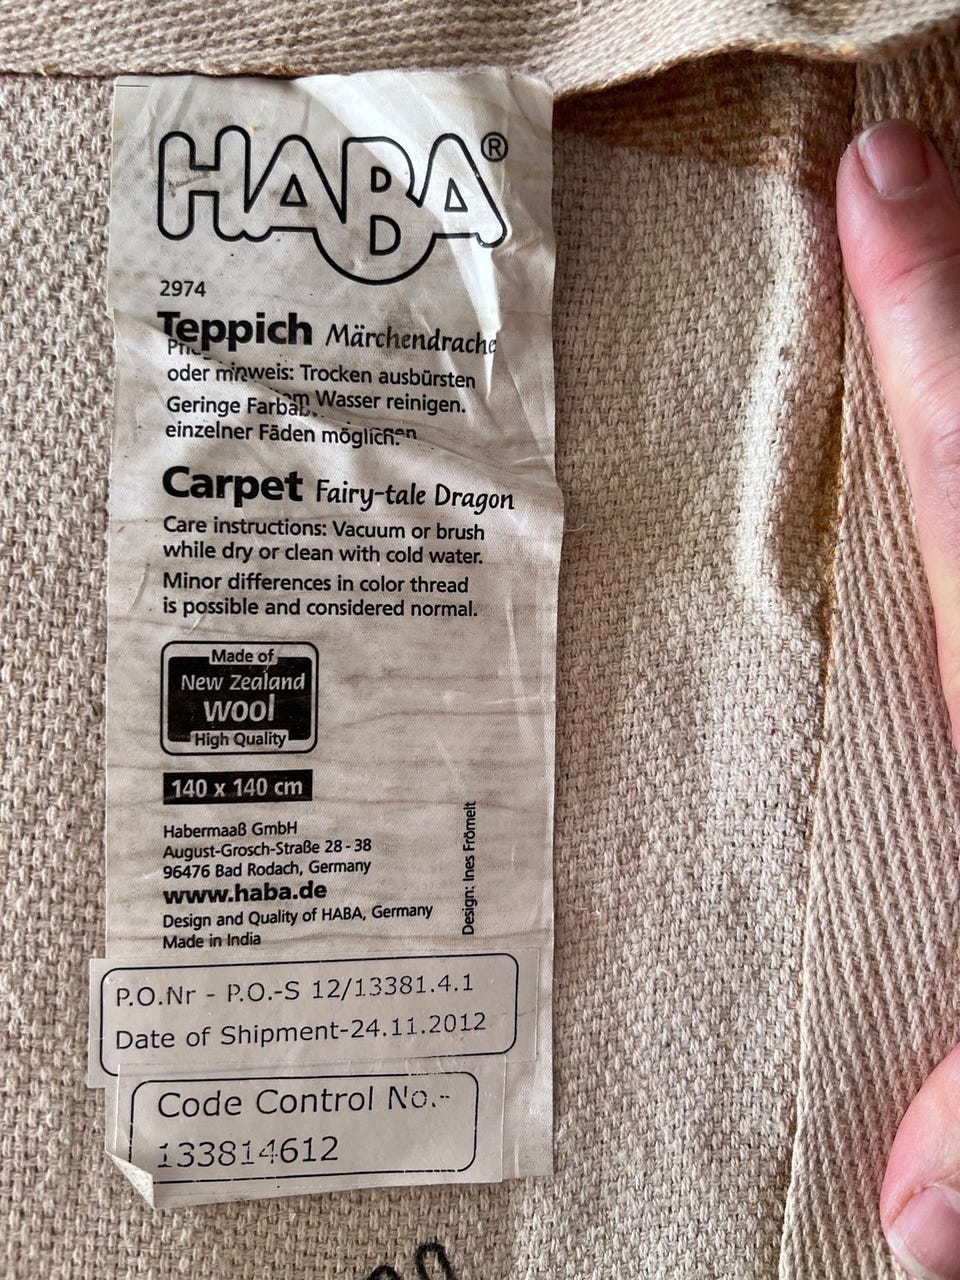 HABA®
2974
Teppich Märchendrache
oder mit Wasser reinigen.
Geringe
einzelner Fäden möglich.
Carpet Fairy-tale Dragon
Care instructions: Vacuum or brush
while dry or clean with cold water.
Minor differences in color thread
is possible and considered normal.
Made of
New Zealand
WOOL
High Quality
140 x 140 cm
Habermaaß GmbH
August-Grosch-Straße 28-38
96476 Bad Rodach, Germany
www.haba.de
Design and Quality of HABA, Germany
Made in India
Design: Ines Frömelt
P.O.Nr - P.O.-S 12/13381.4.1
Date of Shipment-24.11.2012
Code Control No.-
133814612